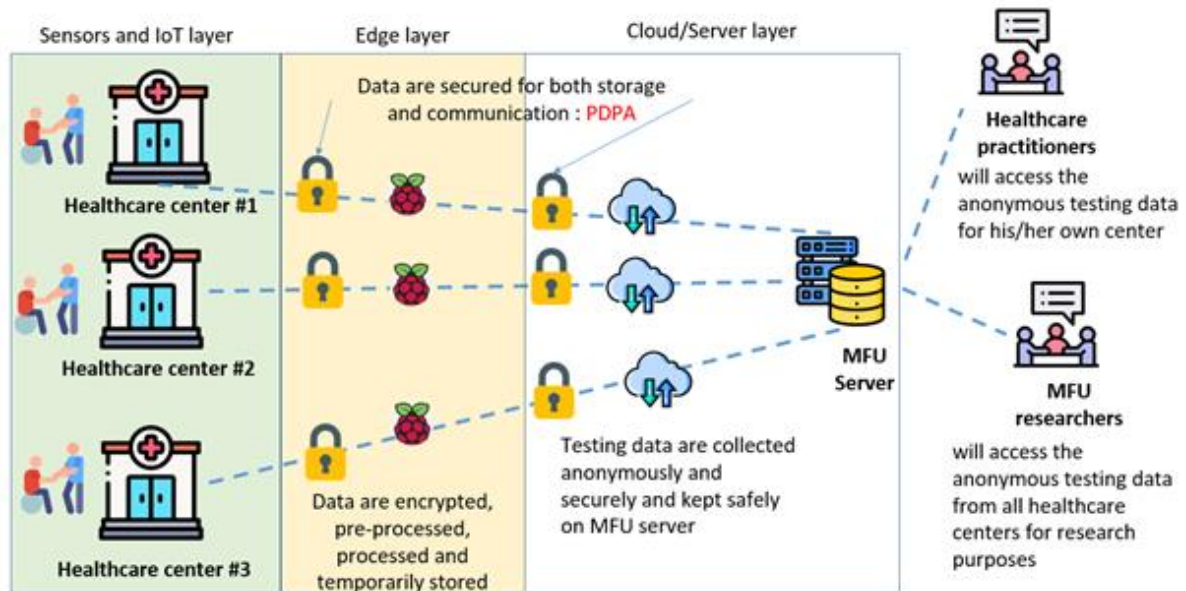 Sensors and IoT layer
Edge layer
Cloud/Server layer
Data are secured for both storage
and communication : PDPA
Healthcare center #1
Healthcare center #2
Healthcare center #3
Data are encrypted,
pre-processed,
processed and
temporarily stored
Testing data are collected
anonymously and
securely and kept safely
on MFU server
MFU
Server
Healthcare
practitioners
will access the
anonymous testing data
for his/her own center
MFU
researchers
will access the
anonymous testing data
from all healthcare
centers for research
purposes